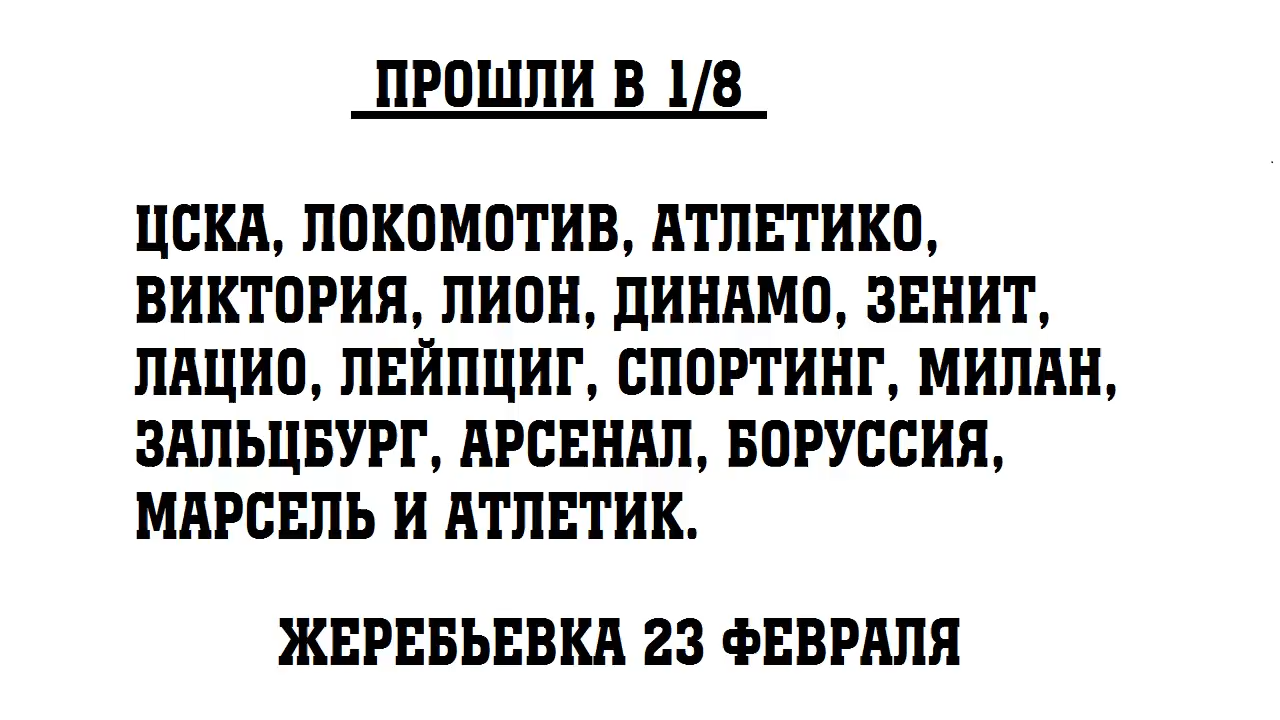 ПРОШЛИ В 1/8
ЦСКА, ЛОКОМОТИВ, АТЛЕТИКО,
ВИКТОРИЯ, ЛИОН, ДИНАМО, ЗЕНИТ,
ЛАЦИО, ЛЕЙПЦИГ, СПОРТИНГ, МИЛАН,
ЗАЛЬЦБУРГ, АРСЕНАЛ, БОРУССИЯ,
МАРСЕЛЬ И АТЛЕТИК.
ЖЕРЕБЬЕВКА 23 ФЕВРАЛЯ